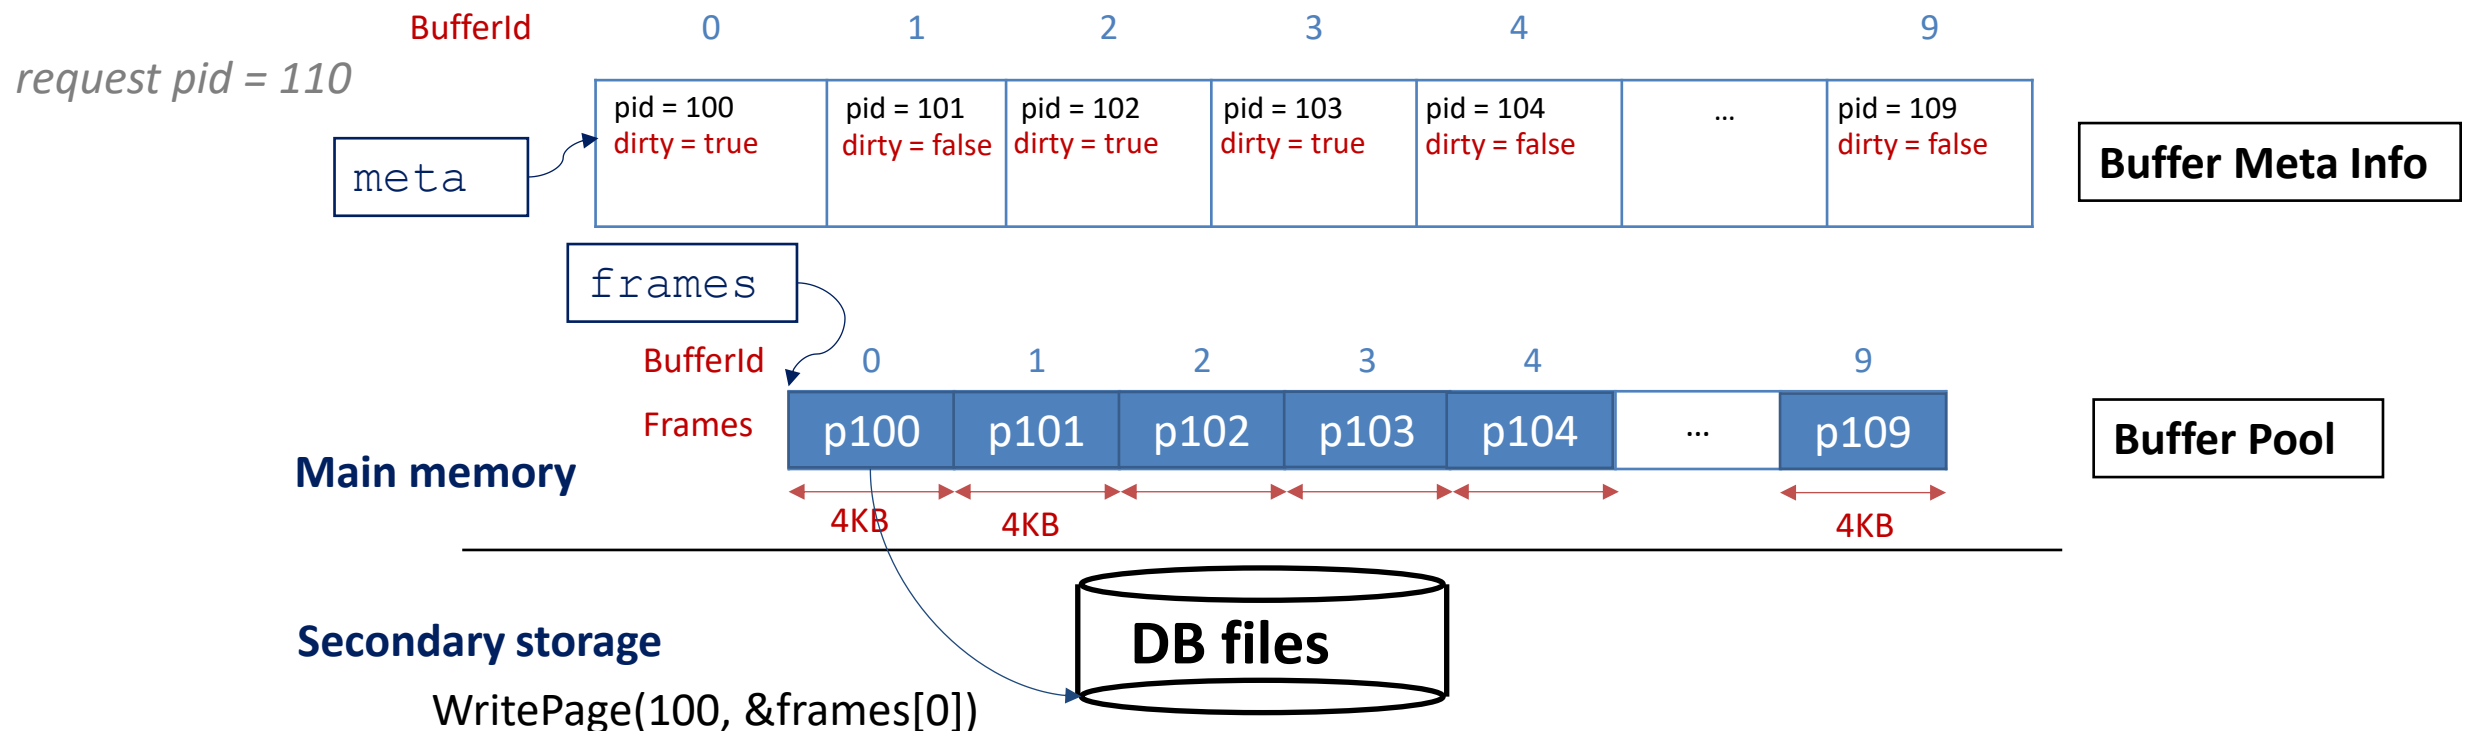 BufferId 0 1 2 3 4 9
request pid = 110
pid = 100 pid = 101 pid = 102 pid = 103 pid = 104 ... pid = 109
dirty = true dirty = false dirty = true dirty = true dirty = false dirty = false
Buffer Meta Info
meta
frames
BufferId 0 1 2 3 4 9
Frames p100 p101 p102 p103 p104 ... p109
Buffer Pool
Main memory
4KB 4KB 4KB
DB files
Secondary storage
WritePage(100, &frames[0])